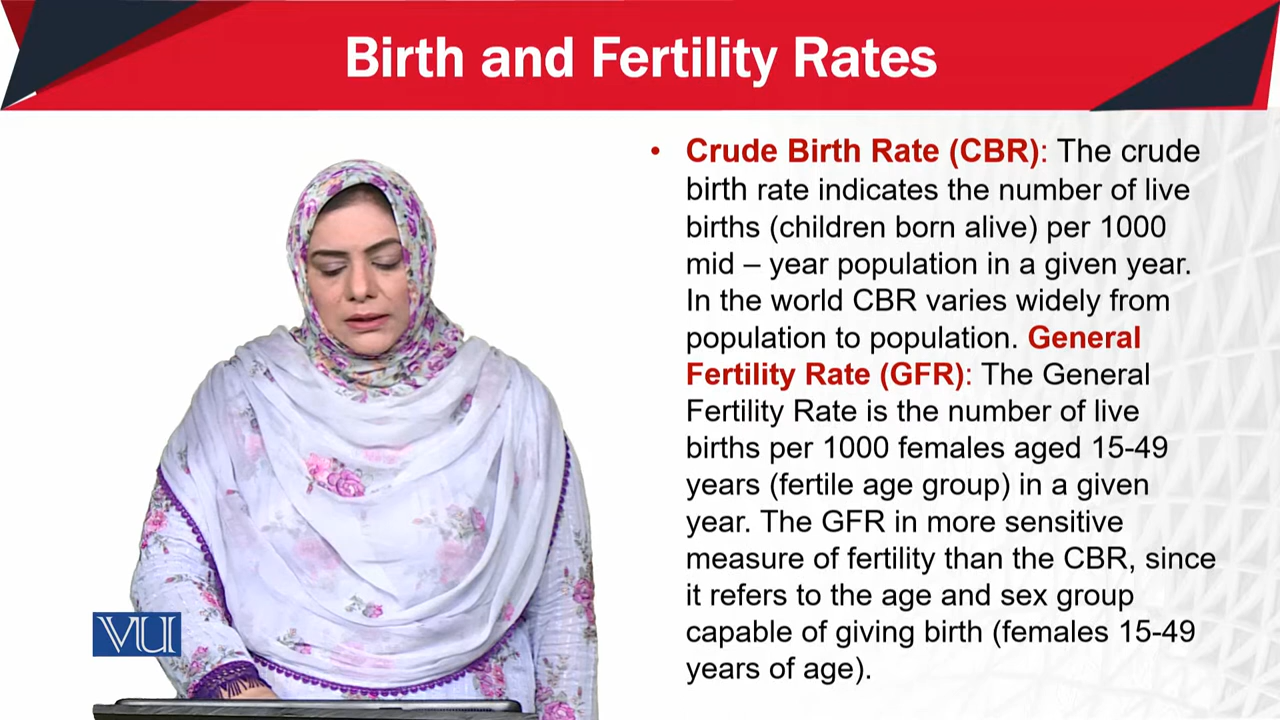 Birth and Fertility Rates
• Crude Birth Rate (CBR): The crude
birth rate indicates the number of live
births (children born alive) per 1000
mid – year population in a given year.
In the world CBR varies widely from
population to population. General
Fertility Rate (GFR): The General
Fertility Rate is the number of live
births per 1000 females aged 15-49
years (fertile age group) in a given
year. The GFR in more sensitive
measure of fertility than the CBR, since
it refers to the age and sex group
capable of giving birth (females 15-49
years of age).
VU